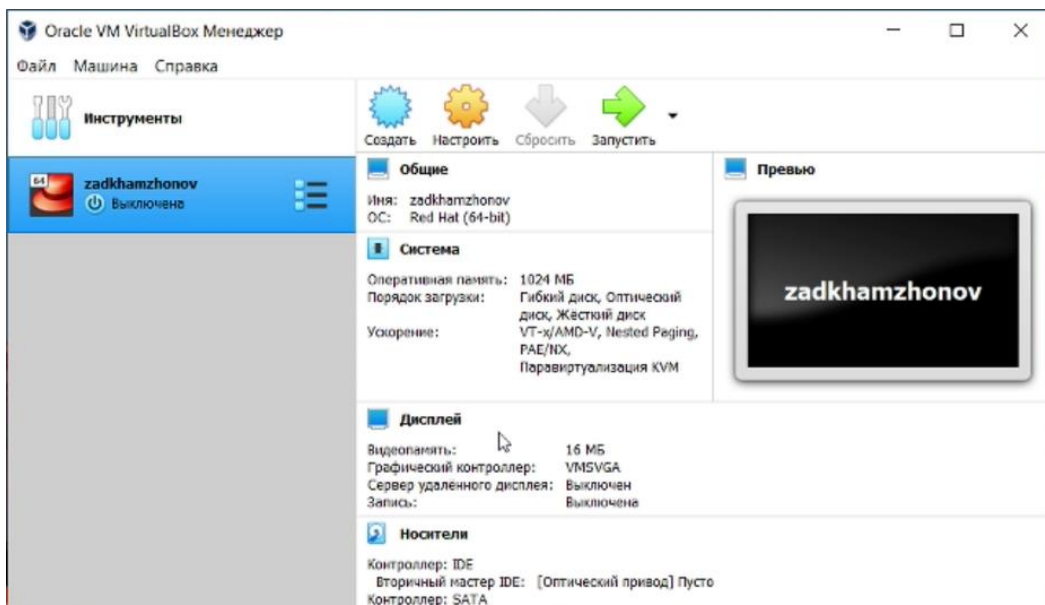 Oracle VM VirtualBox Менеджер
Файл Машина Справка
Инструменты
Создать Настроить Сбросить Запустить
64
zadkhamzhonov
Выключена
Общие
Имя: zadkhamzhonov
ОС: Red Hat (64-bit)
Система
Оперативная память: 1024 МБ
Порядок загрузки: Гибкий диск, Оптический
диск, Жёсткий диск
Ускорение: VT-x/AMD-V, Nested Paging,
PAE/NX,
Паравиртуализация KVM
Превью
zadkhamzhonov
Дисплей
Видеопамять: 16 МБ
Графический контроллер: VMSVGA
Сервер удалённого дисплея: Выключен
Запись: Выключена
Носители
Контроллер: IDE
Вторичный мастер IDE: [Оптический привод] Пусто
Контроллер: SATA